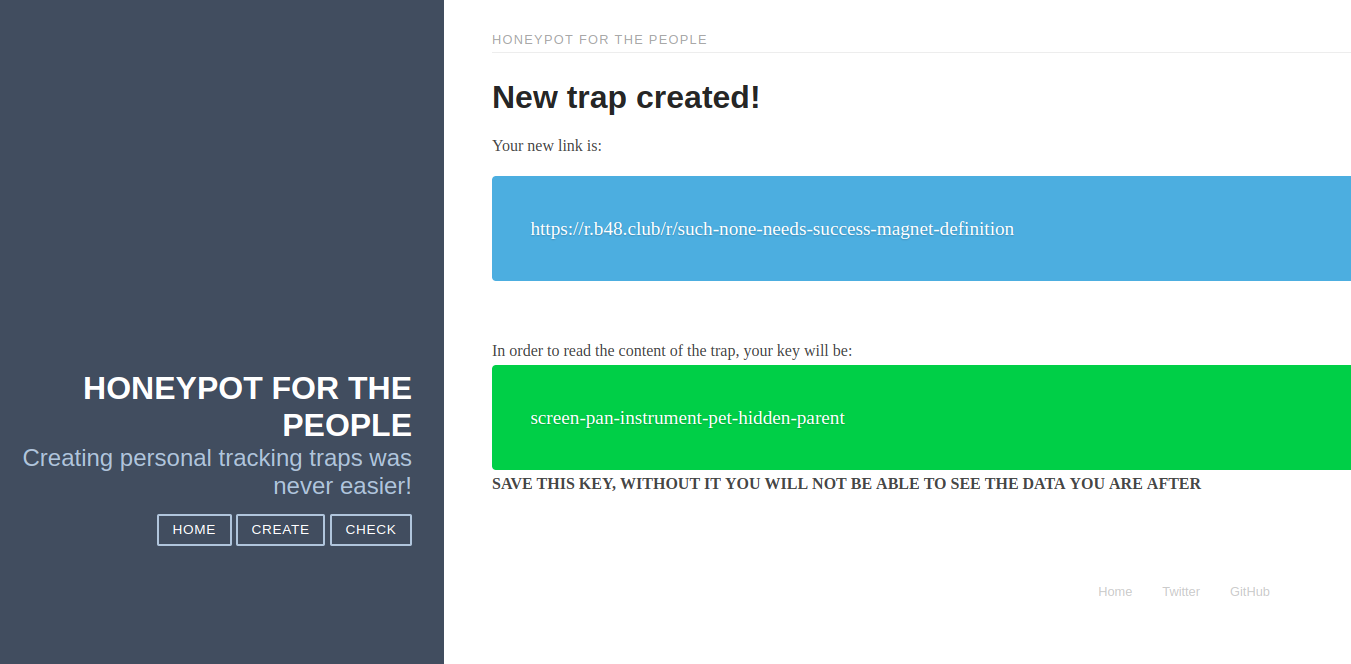 HONEYPOT FOR THE
PEOPLE
Creating personal tracking traps was
never easier!
HOME CREATE CHECK
HONEYPOT FOR THE PEOPLE
New trap created!
Your new link is:
https://r.b48.club/r/such-none-needs-success-magnet-definition
In order to read the content of the trap, your key will be:
screen-pan-instrument-pet-hidden-parent
SAVE THIS KEY, WITHOUT IT YOU WILL NOT BE ABLE TO SEE THE DATA YOU ARE AFTER
Home Twitter GitHub